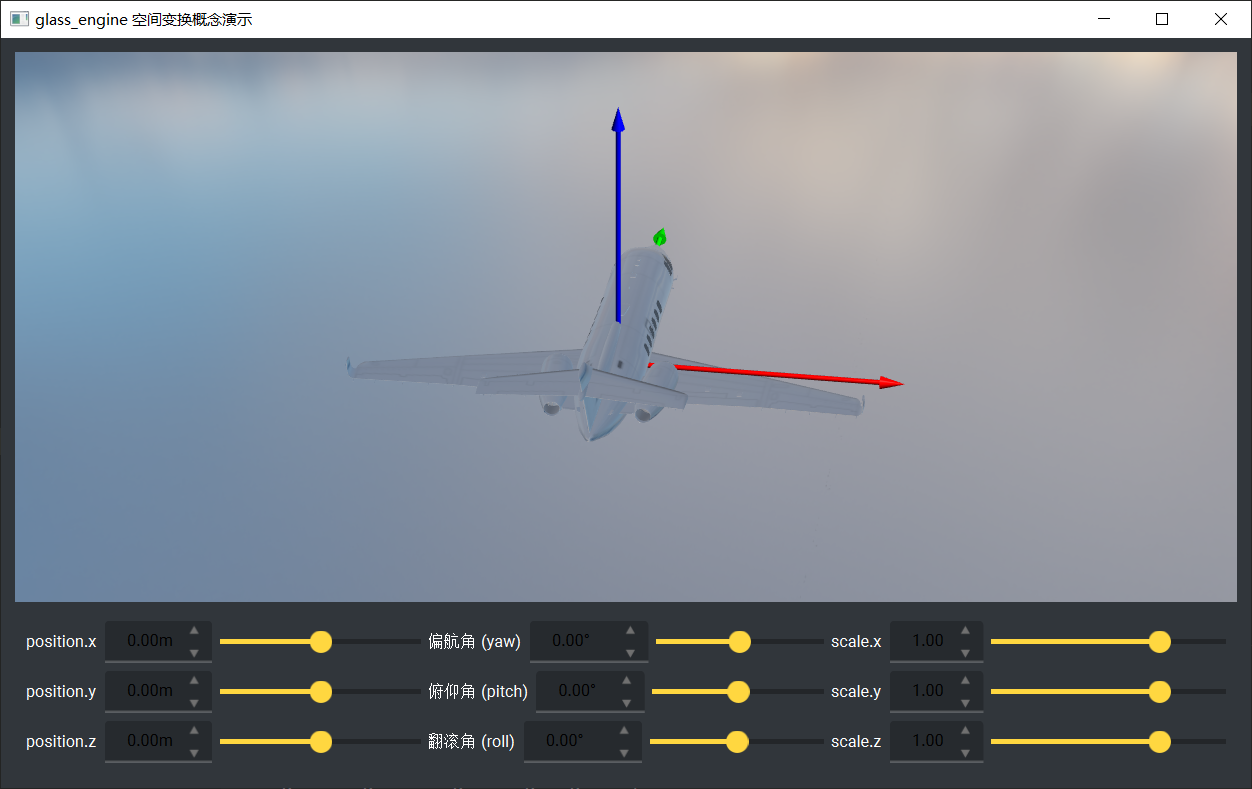 glass_engine 空间变换概念演示
position.x 0.00m 偏航角 (yaw) 0.00° scale.x 1.00
position.y 0.00m 俯仰角 (pitch) 0.00° scale.y 1.00
position.z 0.00m 翻滚角 (roll) 0.00° scale.z 1.00